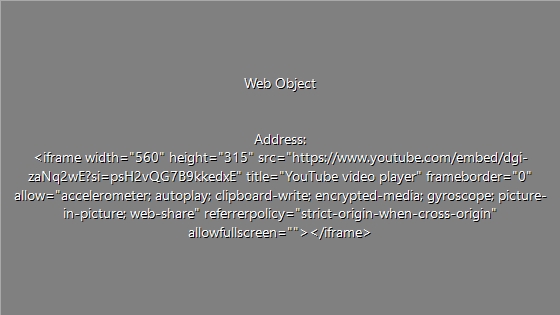 Web Object
Address:
<iframe width="560" height="315" src="https://www.youtube.com/embed/dgi-
zaNq2wE?si=psH2vQG7B9kkedxE" title="YouTube video player" frameborder="0"
allow="accelerometer; autoplay; clipboard-write; encrypted-media; gyroscope; picture-
in-picture; web-share" referrerpolicy="strict-origin-when-cross-origin"
allowfullscreen=""></iframe>